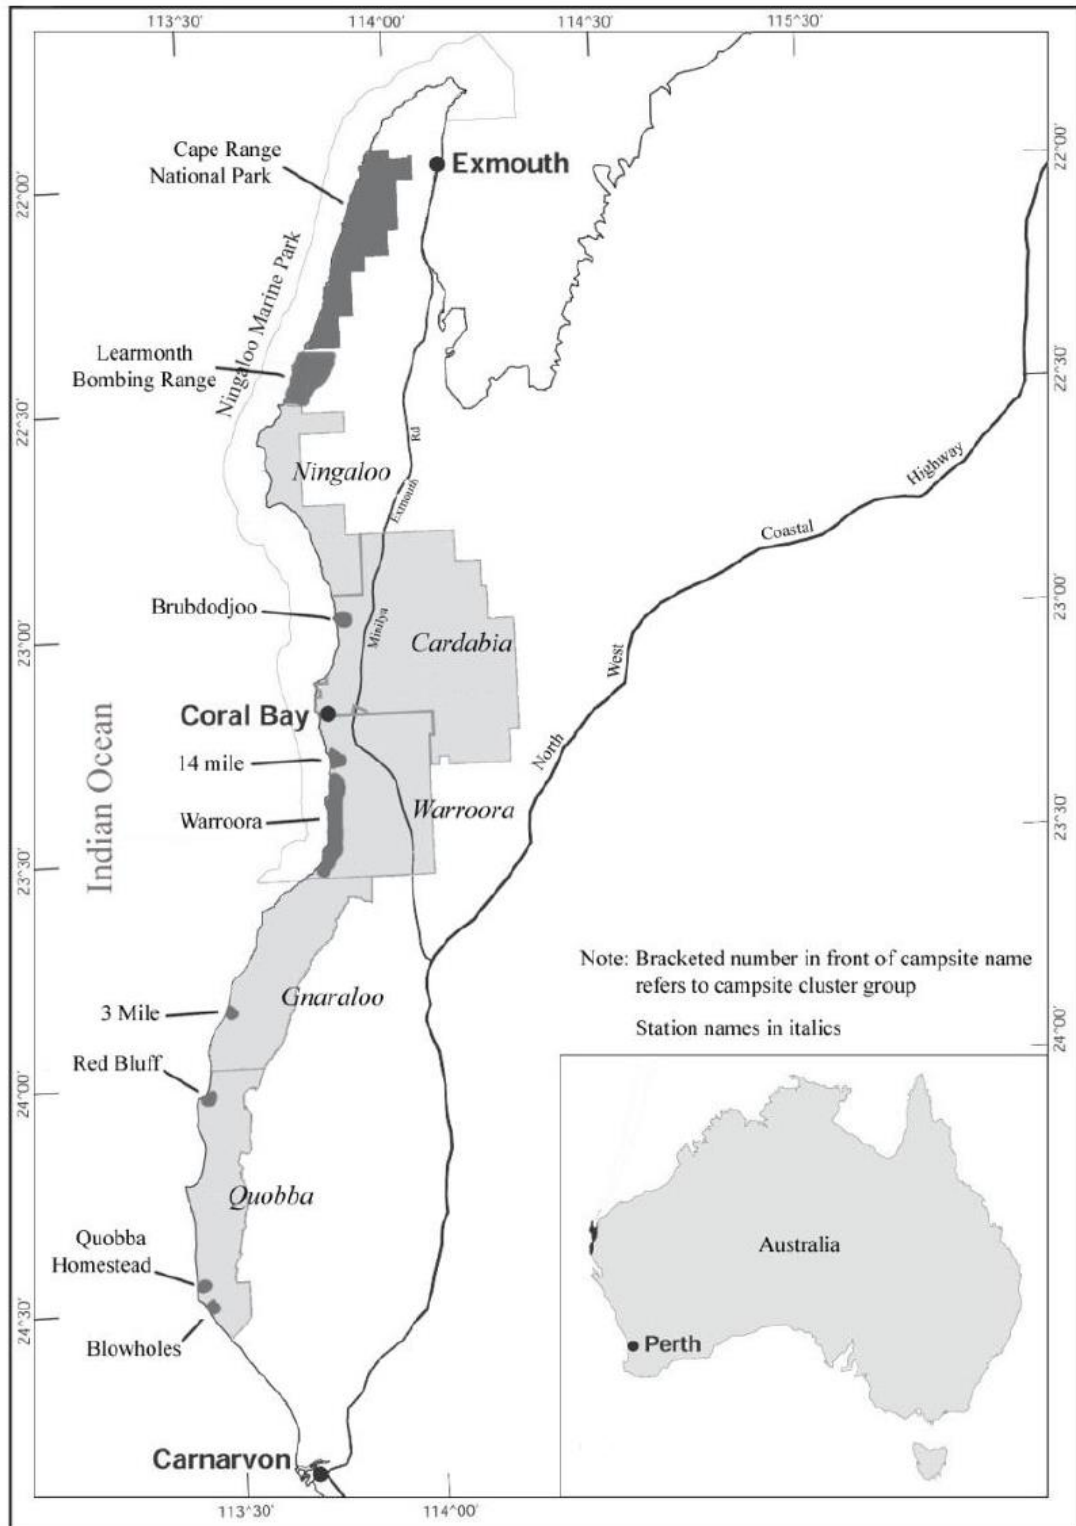 113°30'
114°00'
114°30'
115°30'
Cape Range
National Park
Exmouth
22°00'
22°00'
Ningaloo Marine Park
Learmonth
Bombing Range
22°30'
22°30'
Rd
Highway
Ningaloo
Exmouth
Coastal
Brubdodjoo
Minilya
Cardabia
23°00'
23°00'
West
Coral Bay
Indian Ocean
14 mile
North
Warroora
Warroora
23°30'
23°30'
Note: Bracketed number in front of campsite name
refers to campsite cluster group
Station names in italics
Gnaraloo
3 Mile
24°00'
Red Bluff
24°00'
Quobba
Quobba
Homestead
Australia
24°30'
Blowholes
Perth
Carnarvon
113°30'
114°00'